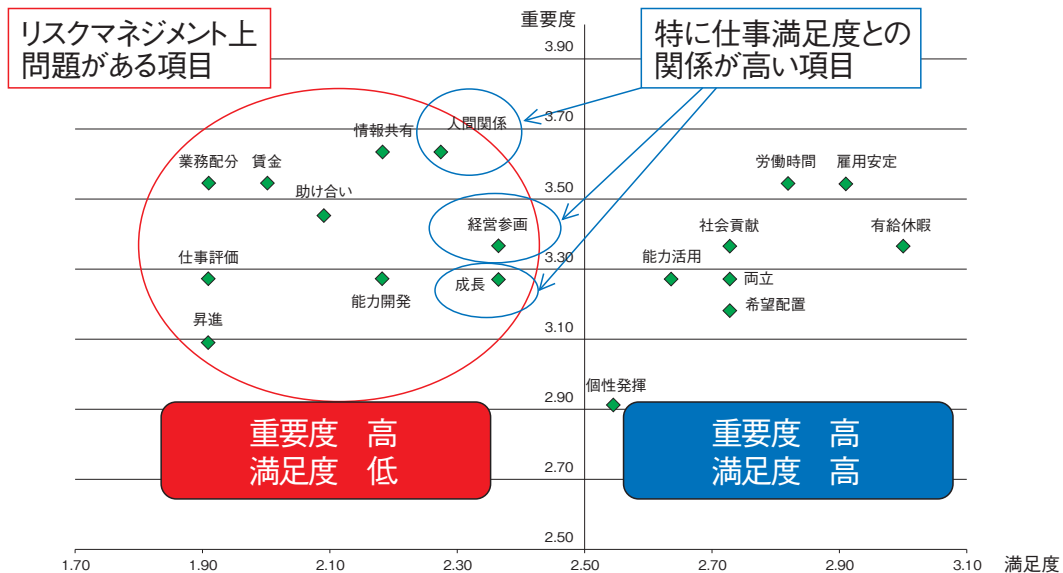 リスクマネジメント上
問題がある項目
重要度
特に仕事満足度との
関係が高い項目
3.90
3.70
情報共有
人間関係
業務配分
賃金
労働時間
雇用安定
3.50
助け合い
経営参画
社会貢献
有給休暇
3.30
仕事評価
能力開発
成長
能力活用
両立
希望配置
昇進
3.10
個性発揮
2.90
重要度 高
満足度 低
重要度 高
満足度 高
2.70
2.50
1.70
1.90
2.10
2.30
2.50
2.70
2.90
3.10
満足度